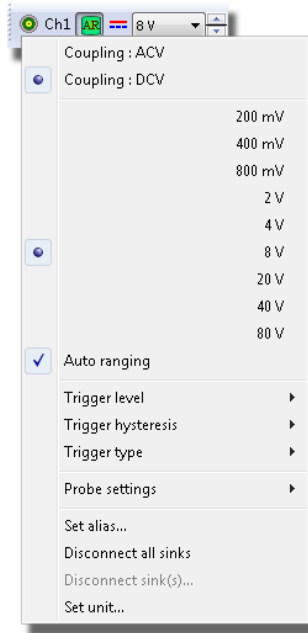 Ch1 AR 8 V
Coupling : ACV
Coupling : DCV
200 mV
400 mV
800 mV
2 V
4 V
8 V
20 V
40 V
80 V
Auto ranging
Trigger level
Trigger hysteresis
Trigger type
Probe settings
Set alias...
Disconnect all sinks
Disconnect sink(s)...
Set unit...